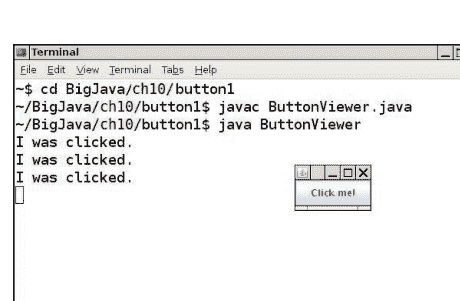 Terminal
File Edit View Terminal Tabs Help
~$ cd BigJava/ch10/button1
~/BigJava/ch10/button1$ javac ButtonViewer.java
~/BigJava/ch10/button1$ java ButtonViewer
I was clicked.
I was clicked.
I was clicked.
Click me!